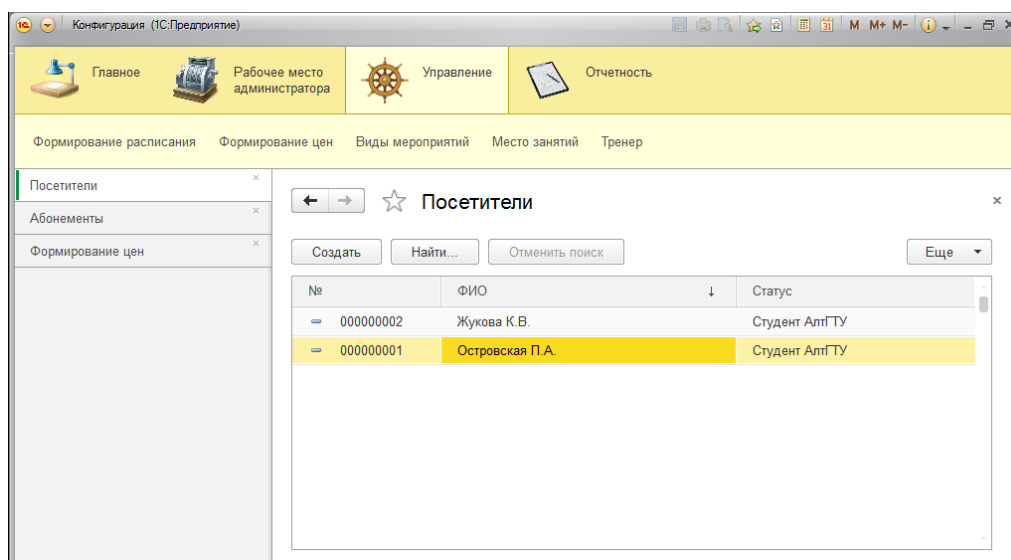 Конфигурация (1С:Предприятие)
31 M M+ M-
Главное
Рабочее место
администратора
Управление
Отчетность
Формирование расписания Формирование цен Виды мероприятий Место занятий Тренер
Посетители
Абонементы
Формирование цен
Посетители
Создать Найти... Отменить поиск Еще
№ ФИО ↓ Статус
000000002 Жукова К.В. Студент АлтГТУ
000000001 Островская П.А. Студент АлтГТУ